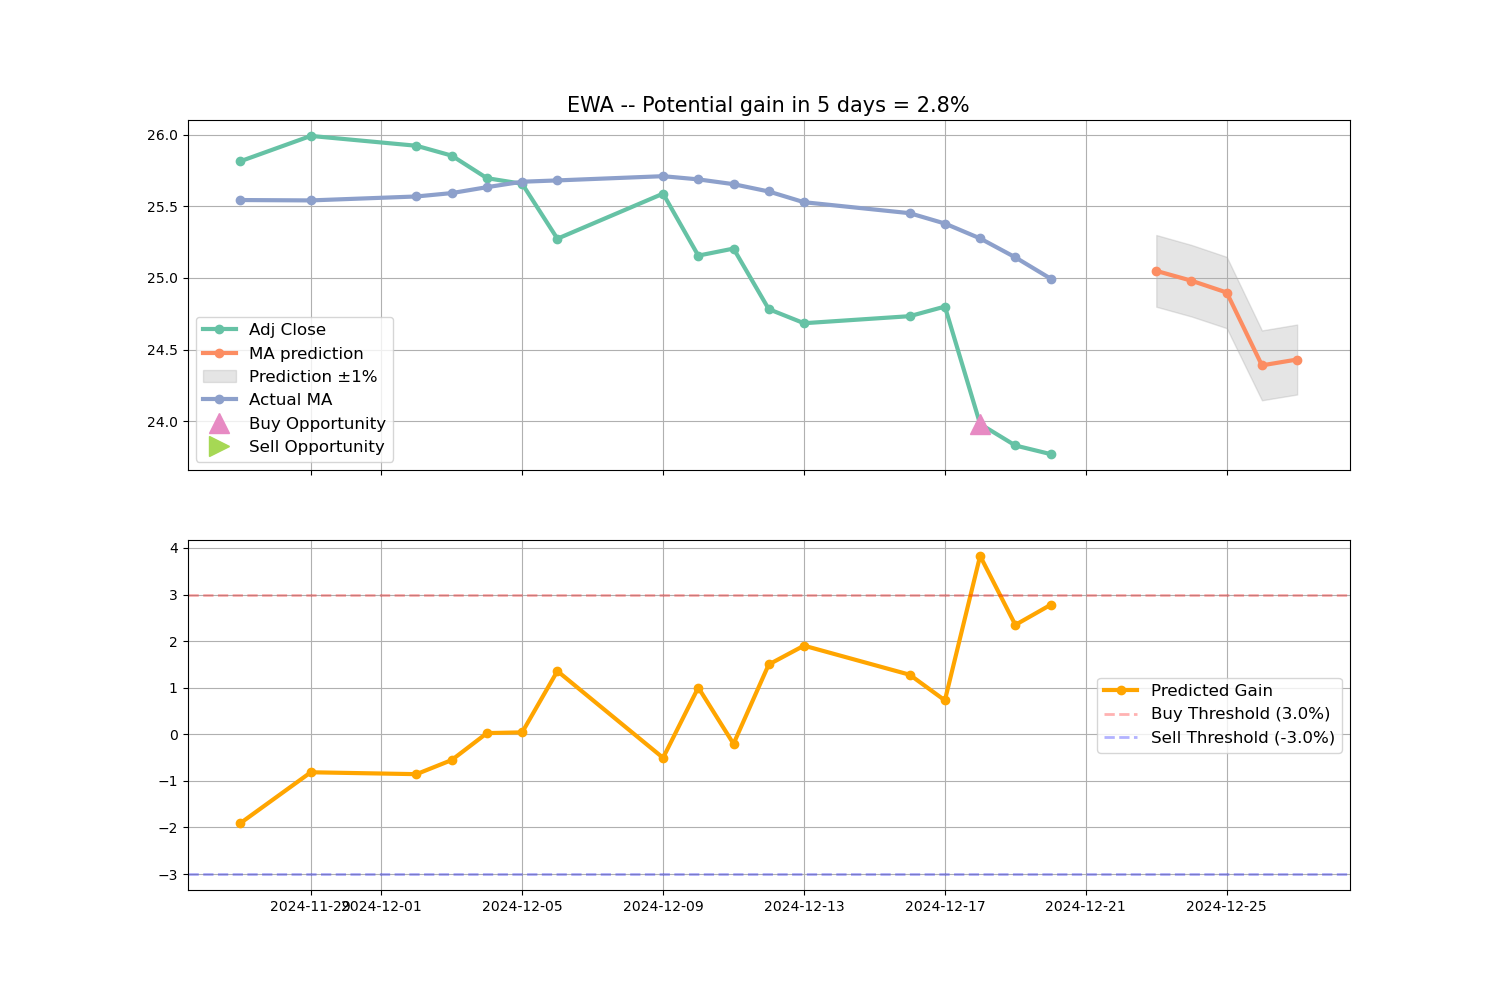 EWA -- Potential gain in 5 days = 2.8%
26.0
25.5
25.0
24.5
24.0
Adj Close
MA prediction
Prediction ±1%
Actual MA
Buy Opportunity
Sell Opportunity
4
3
2
1
0
−1
−2
−3
Predicted Gain
Buy Threshold (3.0%)
Sell Threshold (-3.0%)
2024-11-29 2024-12-01 2024-12-05 2024-12-09 2024-12-13 2024-12-17 2024-12-21 2024-12-25